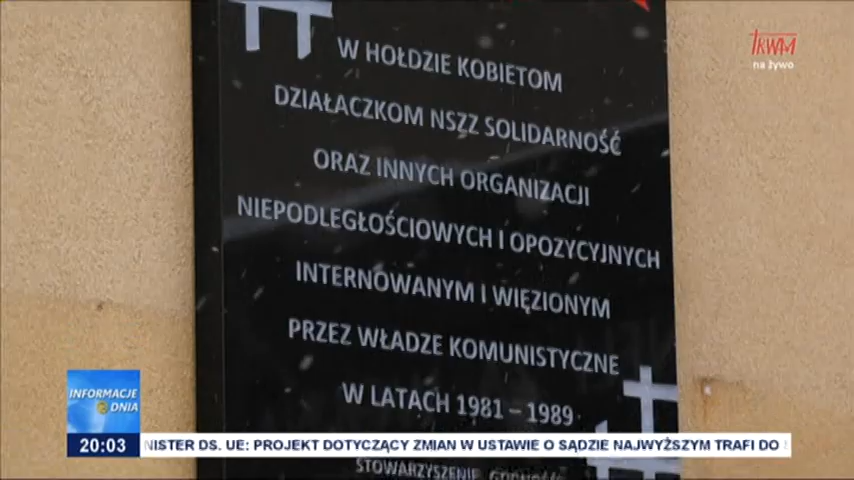 W HOŁDZIE KOBIETOM
DZIAŁACZKOM NSZZ SOLIDARNOŚĆ
ORAZ INNYCH ORGANIZACJI
NIEPODLEGŁOŚCIOWYCH I OPOZYCYJNYCH
INTERNOWANYM I WIĘZIONYM
PRZEZ WŁADZE KOMUNISTYCZNE
W LATACH 1981 – 1989
STOWARZYSZENIE
TRWAM
na żywo
INFORMACJE
DNIA
20:03
NISTER DS. UE: PROJEKT DOTYCZĄCY ZMIAN W USTAWIE O SĄDZIE NAJWYŻSZYM TRAFI DO